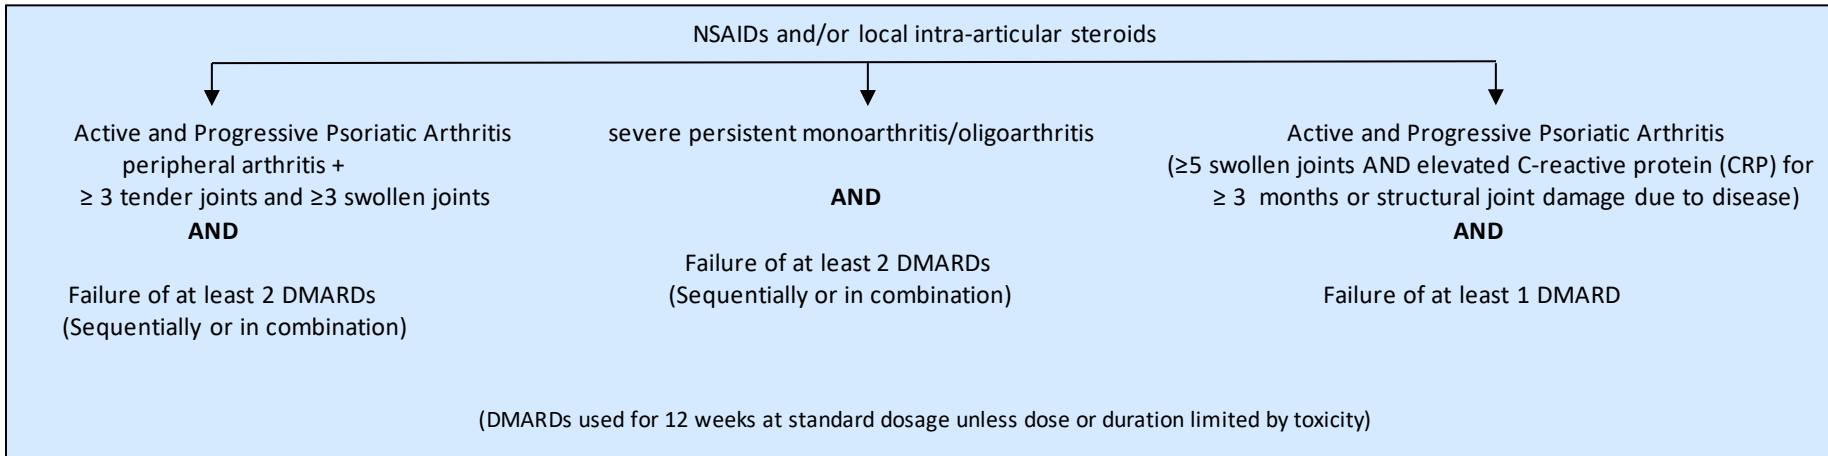 NSAIDs and/or local intra-articular steroids
Active and Progressive Psoriatic Arthritis
peripheral arthritis +
≥ 3 tender joints and ≥3 swollen joints
AND
Failure of at least 2 DMARDs
(Sequentially or in combination)
severe persistent monoarthritis/oligoarthritis
AND
Failure of at least 2 DMARDs
(Sequentially or in combination)
Active and Progressive Psoriatic Arthritis
(≥5 swollen joints AND elevated C-reactive protein (CRP) for
≥ 3 months or structural joint damage due to disease)
AND
Failure of at least 1 DMARD
(DMARDs used for 12 weeks at standard dosage unless dose or duration limited by toxicity)